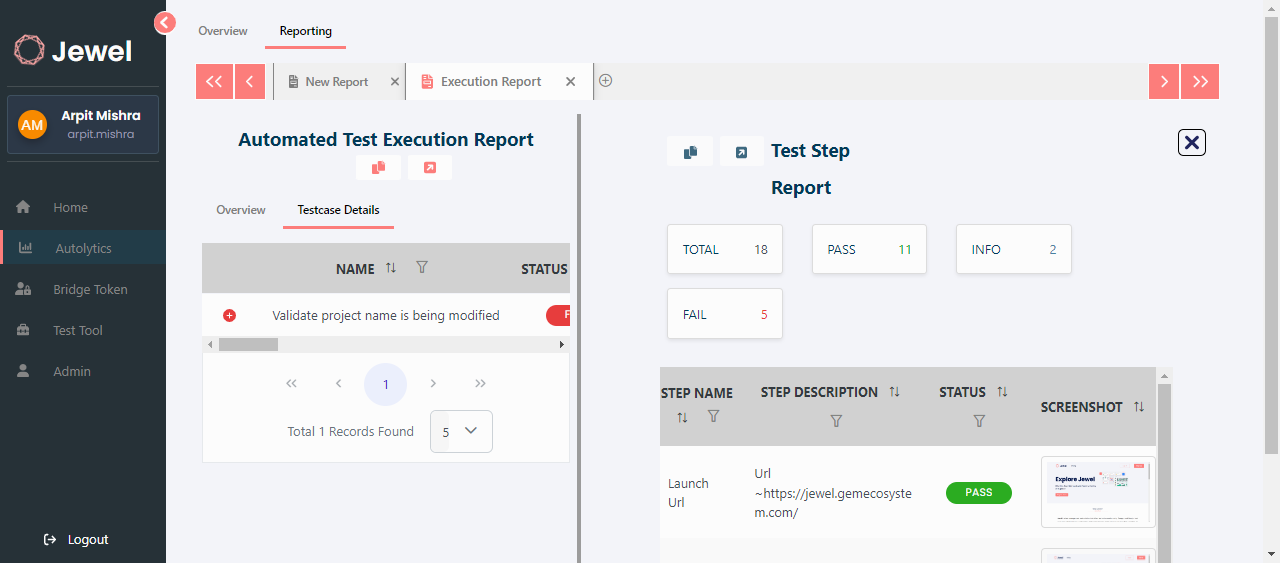 Jewel
AM
Arpit Mishra
arpit.mishra
Home
Autolytics
Bridge Token
Test Tool
Admin
Logout
Overview
Reporting
New Report
Execution Report
Automated Test Execution Report
Overview
Testcase Details
NAME
STATUS
Validate project name is being modified
1
Total 1 Records Found
5
Test Step
Report
TOTAL 18
PASS 11
INFO 2
FAIL 5
STEP NAME
STEP DESCRIPTION
STATUS
SCREENSHOT
Launch
Url
Url
~https://jewel.gemecosyste
m.com/
PASS
Explore Jewel